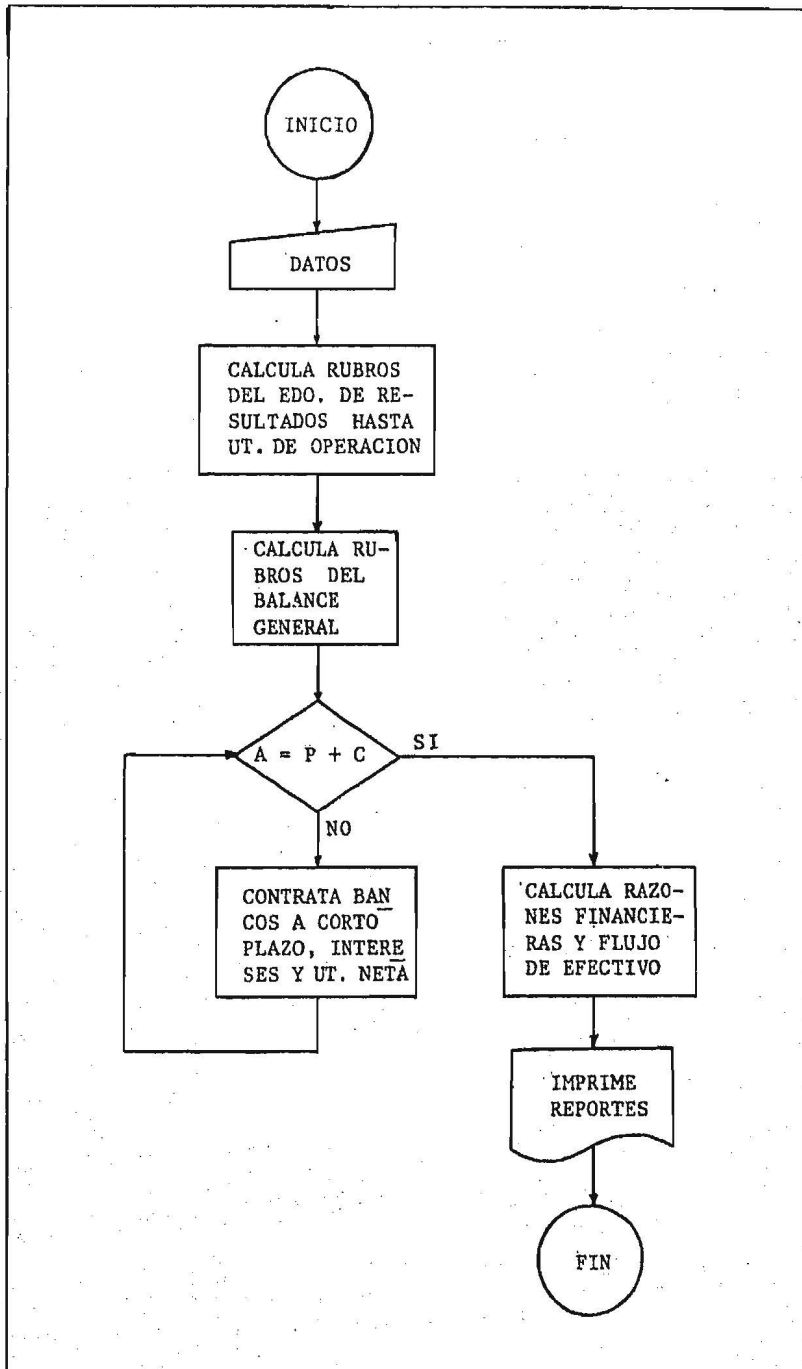 INICIO
DATOS
CALCULA RUBROS
DEL EDO. DE RE-
SULTADOS HASTA
UT. DE OPERACION
CALCULA RU-
BROS DEL
BALANCE
GENERAL
A = P + C
SI
NO
CONTRATA BAN
COS A CORTO
PLAZO, INTERE
SES Y UT. NETA
CALCULA RAZO-
NES FINANCIE-
RAS Y FLUJO
DE EFECTIVO
IMPRIME
REPORTES
FIN